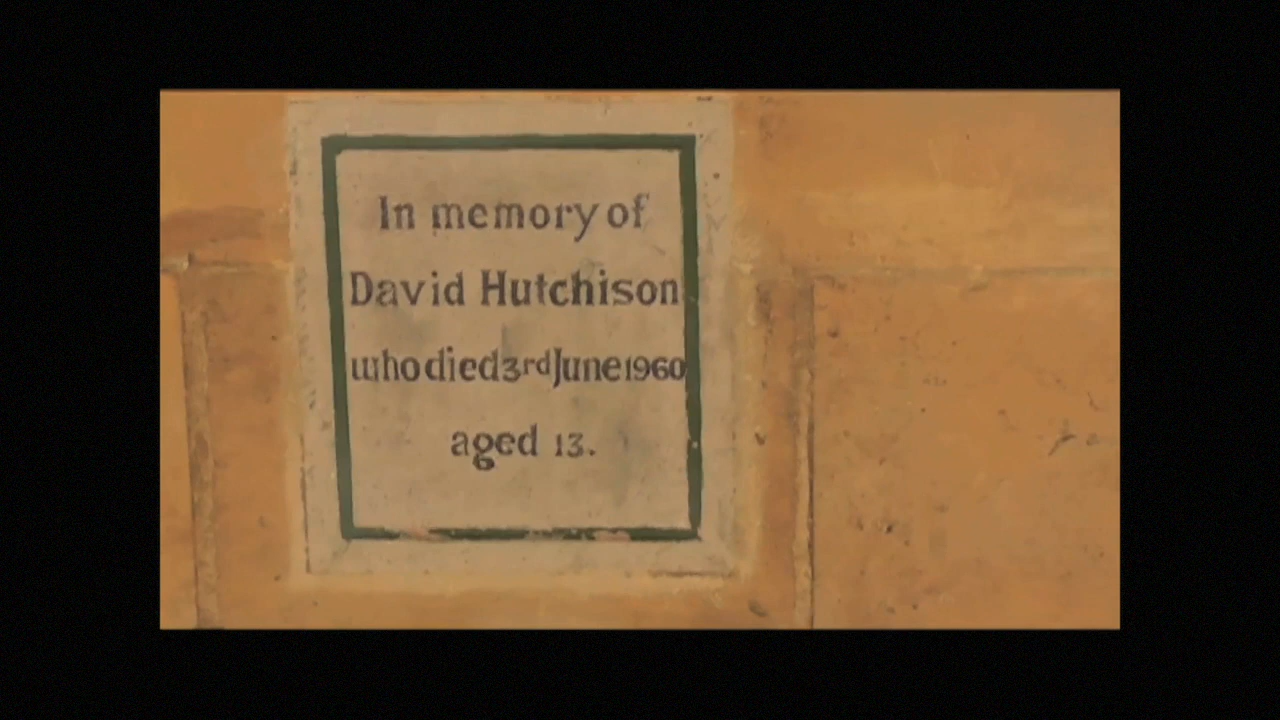 In memory of
David Hutchison
who died 3rd June 1960
aged 13.